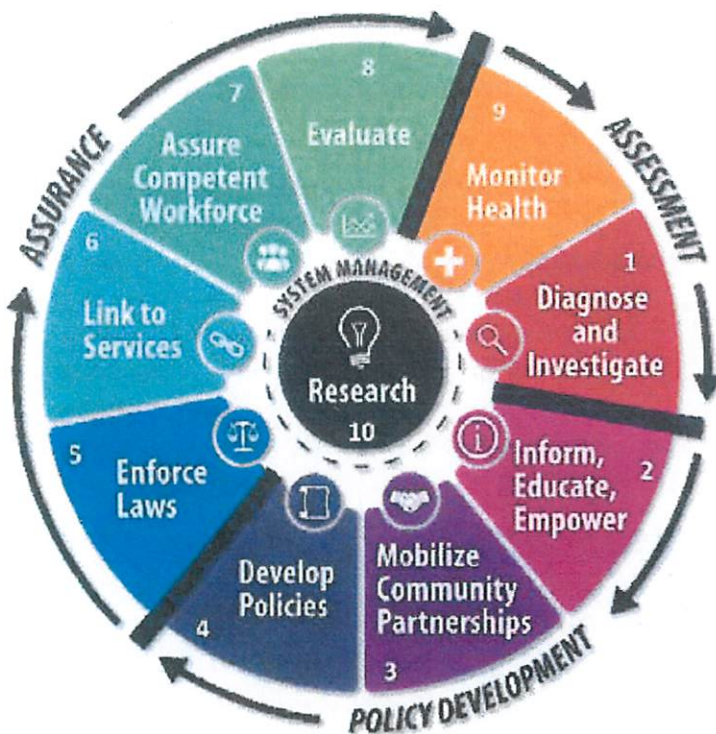 ASSESSMENT
9
Monitor
Health
1
Diagnose
and
Investigate
POLICY DEVELOPMENT
2
Inform,
Educate,
Empower
3
Mobilize
Community
Partnerships
4
Develop
Policies
ASSURANCE
5
Enforce
Laws
6
Link to
Services
7
Assure
Competent
Workforce
8
Evaluate
SYSTEM MANAGEMENT
Research
10